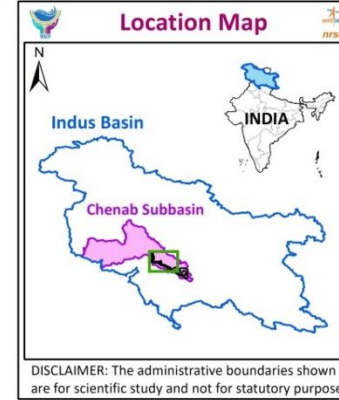 Location Map
nrs
N
INDIA
Indus Basin
Chenab Subbasin
DISCLAIMER: The administrative boundaries shown
are for scientific study and not for statutory purpose